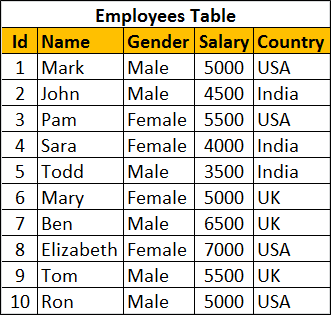 Employees Table
Id Name Gender Salary Country
1 Mark Male 5000 USA
2 John Male 4500 India
3 Pam Female 5500 USA
4 Sara Female 4000 India
5 Todd Male 3500 India
6 Mary Female 5000 UK
7 Ben Male 6500 UK
8 Elizabeth Female 7000 USA
9 Tom Male 5500 UK
10 Ron Male 5000 USA